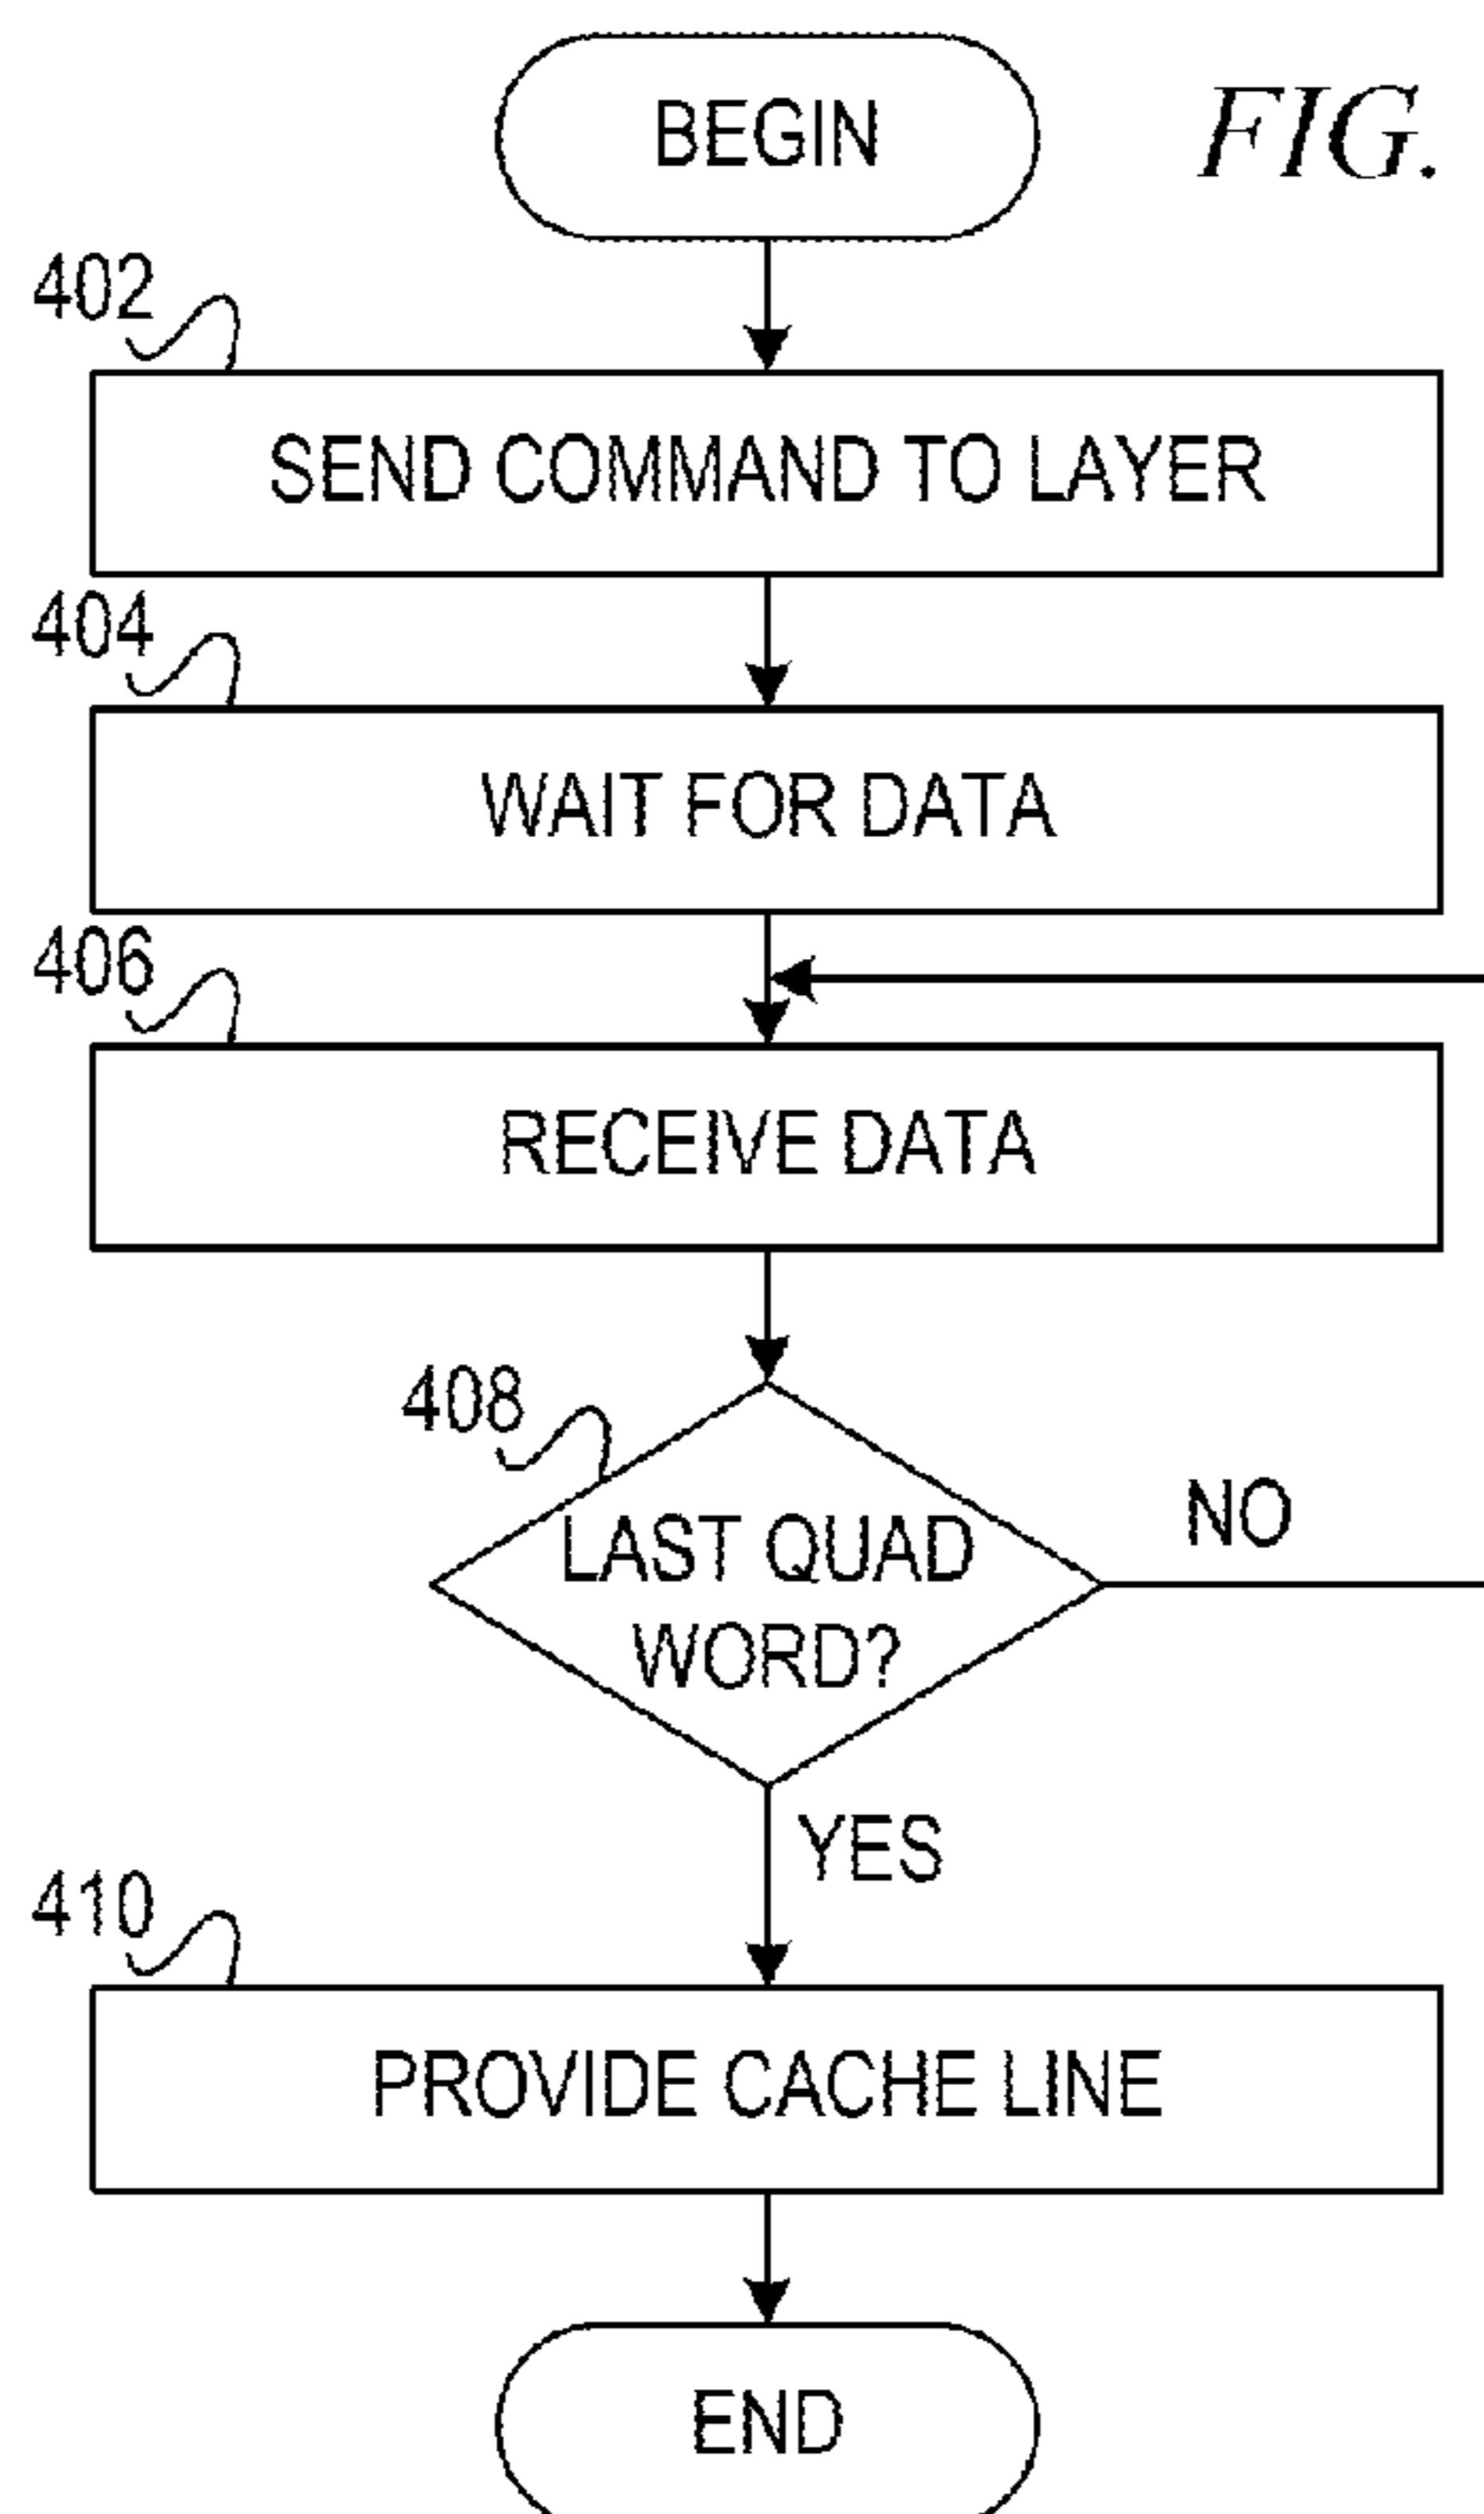 BEGIN
FIG.
402
SEND COMMAND TO LAYER
404
WAIT FOR DATA
406
RECEIVE DATA
408
LAST QUAD
WORD?
NO
YES
410
PROVIDE CACHE LINE
END